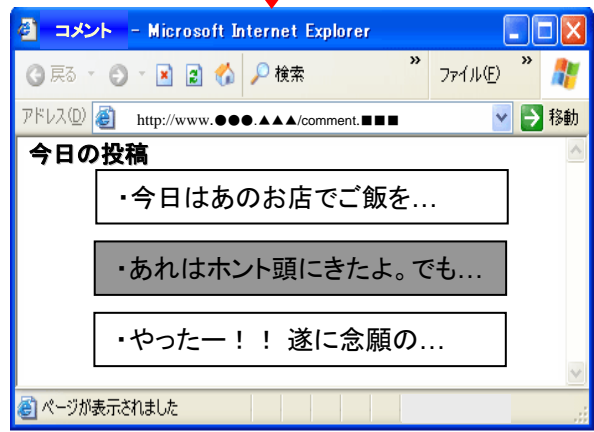 コメント - Microsoft Internet Explorer
戻る 検索 » ファイル(F) »
アドレス(D) http://www.●●●.▲▲▲/comment.■■■ 移動
今日の投稿
・今日はあのお店でご飯を…
・あれはホント頭にきたよ。でも…
・やったー！！ 遂に念願の…
ページが表示されました